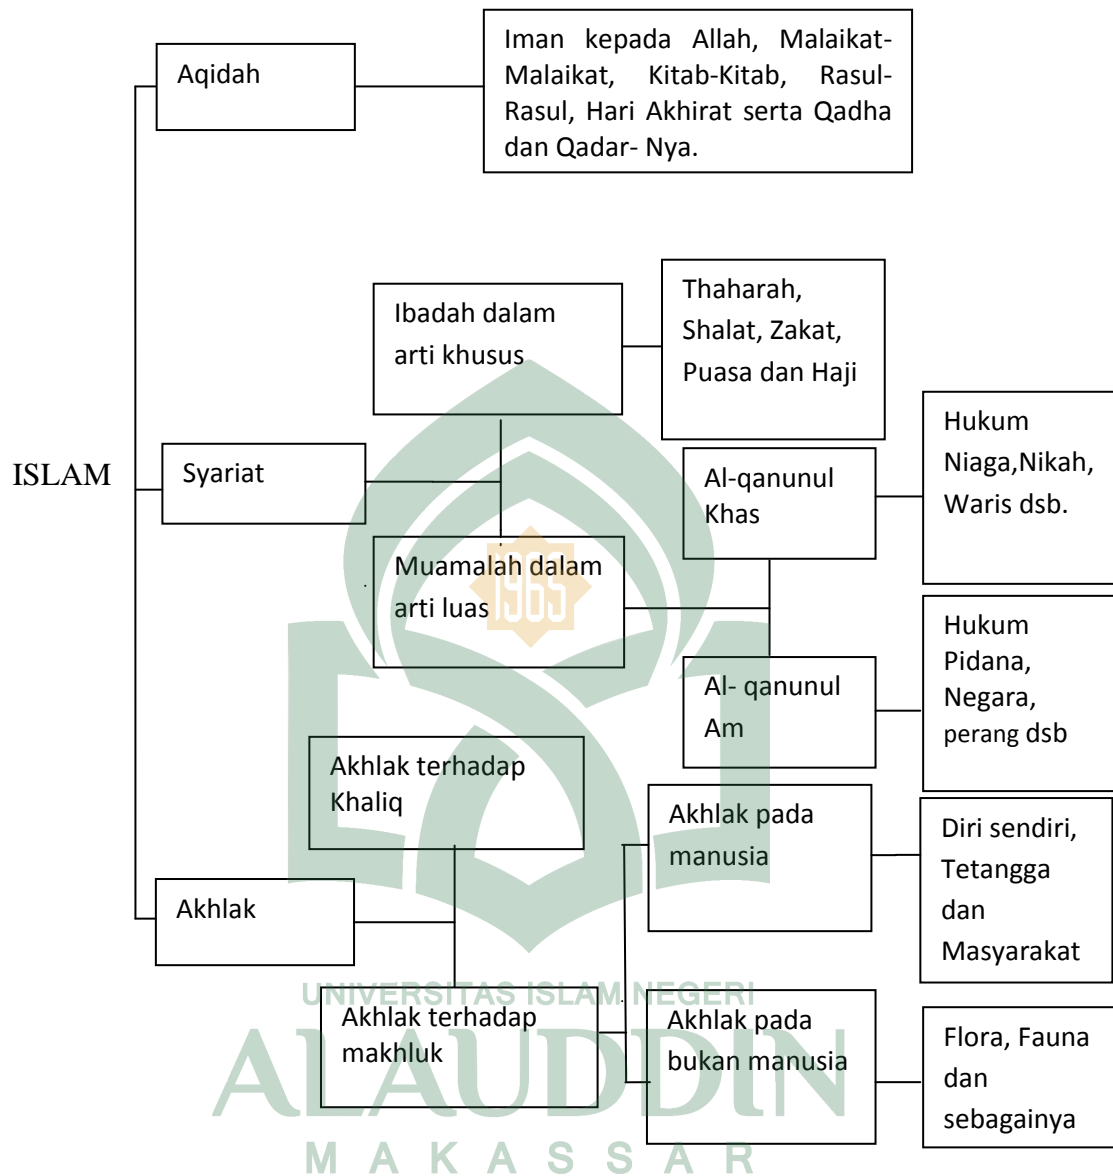 Aqidah
Iman kepada Allah, Malaikat-
Malaikat, Kitab-Kitab, Rasul-
Rasul, Hari Akhirat serta Qadha
dan Qadar- Nya.
ISLAM
Syariat
Ibadah dalam
arti khusus
Thaharah,
Shalat, Zakat,
Puasa dan Haji
Muamalah dalam
arti luas
1965
Al-qanunul
Khas
Hukum
Niaga,Nikah,
Waris dsb.
Al- qanunul
Am
Hukum
Pidana,
Negara,
perang dsb
Akhlak
Akhlak terhadap
Khaliq
Akhlak terhadap
makhluk
Akhlak pada
manusia
Diri sendiri,
Tetangga
dan
Masyarakat
Akhlak pada
bukan manusia
Flora, Fauna
dan
sebagainya
UNIVERSITAS ISLAM NEGERI
ALAUDDIN
MAKASSAR